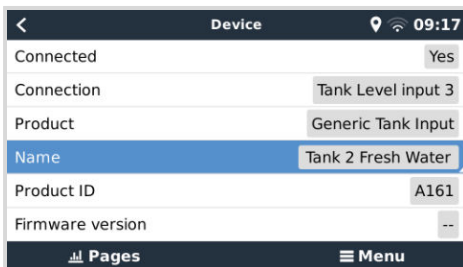 Device 09:17
Connected Yes
Connection Tank Level input 3
Product Generic Tank Input
Name Tank 2 Fresh Water
Product ID A161
Firmware version --
Pages Menu